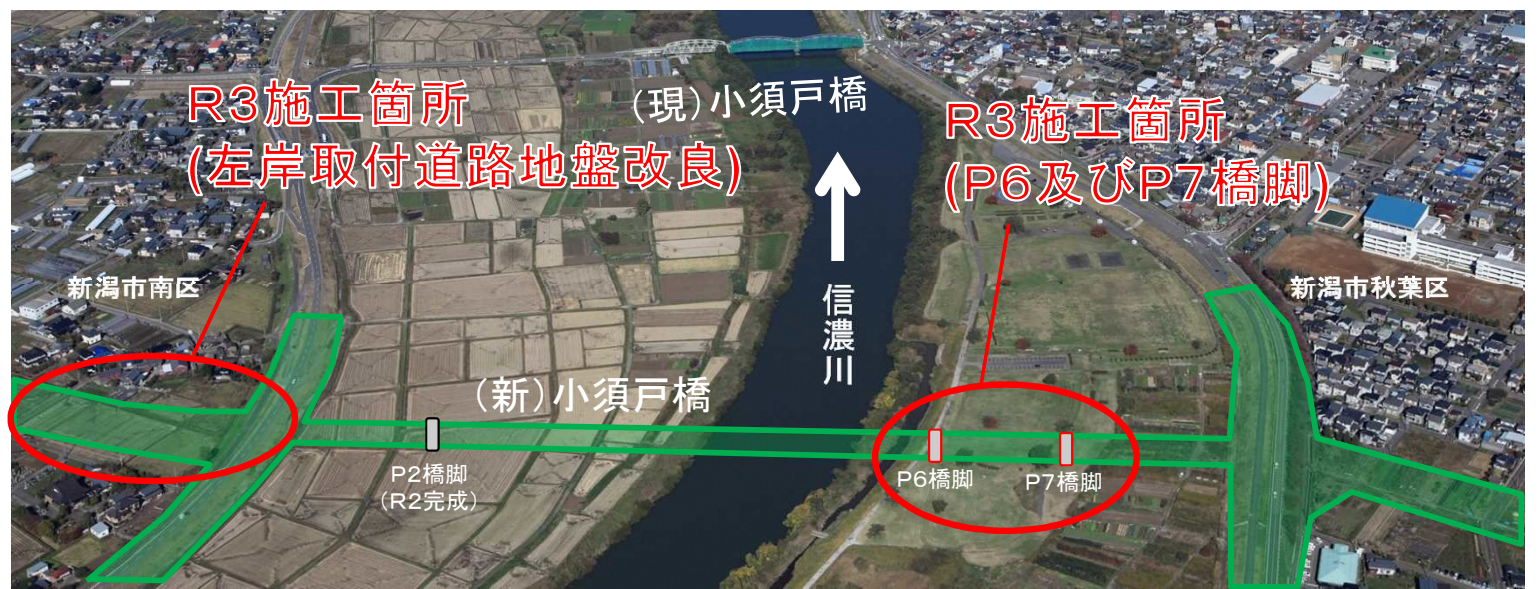 R3施工箇所
(左岸取付道路地盤改良)
(現)小須戸橋
R3施工箇所
(P6及びP7橋脚)
新潟市南区
信濃川
新潟市秋葉区
(新)小須戸橋
P2橋脚
(R2完成)
P6橋脚
P7橋脚